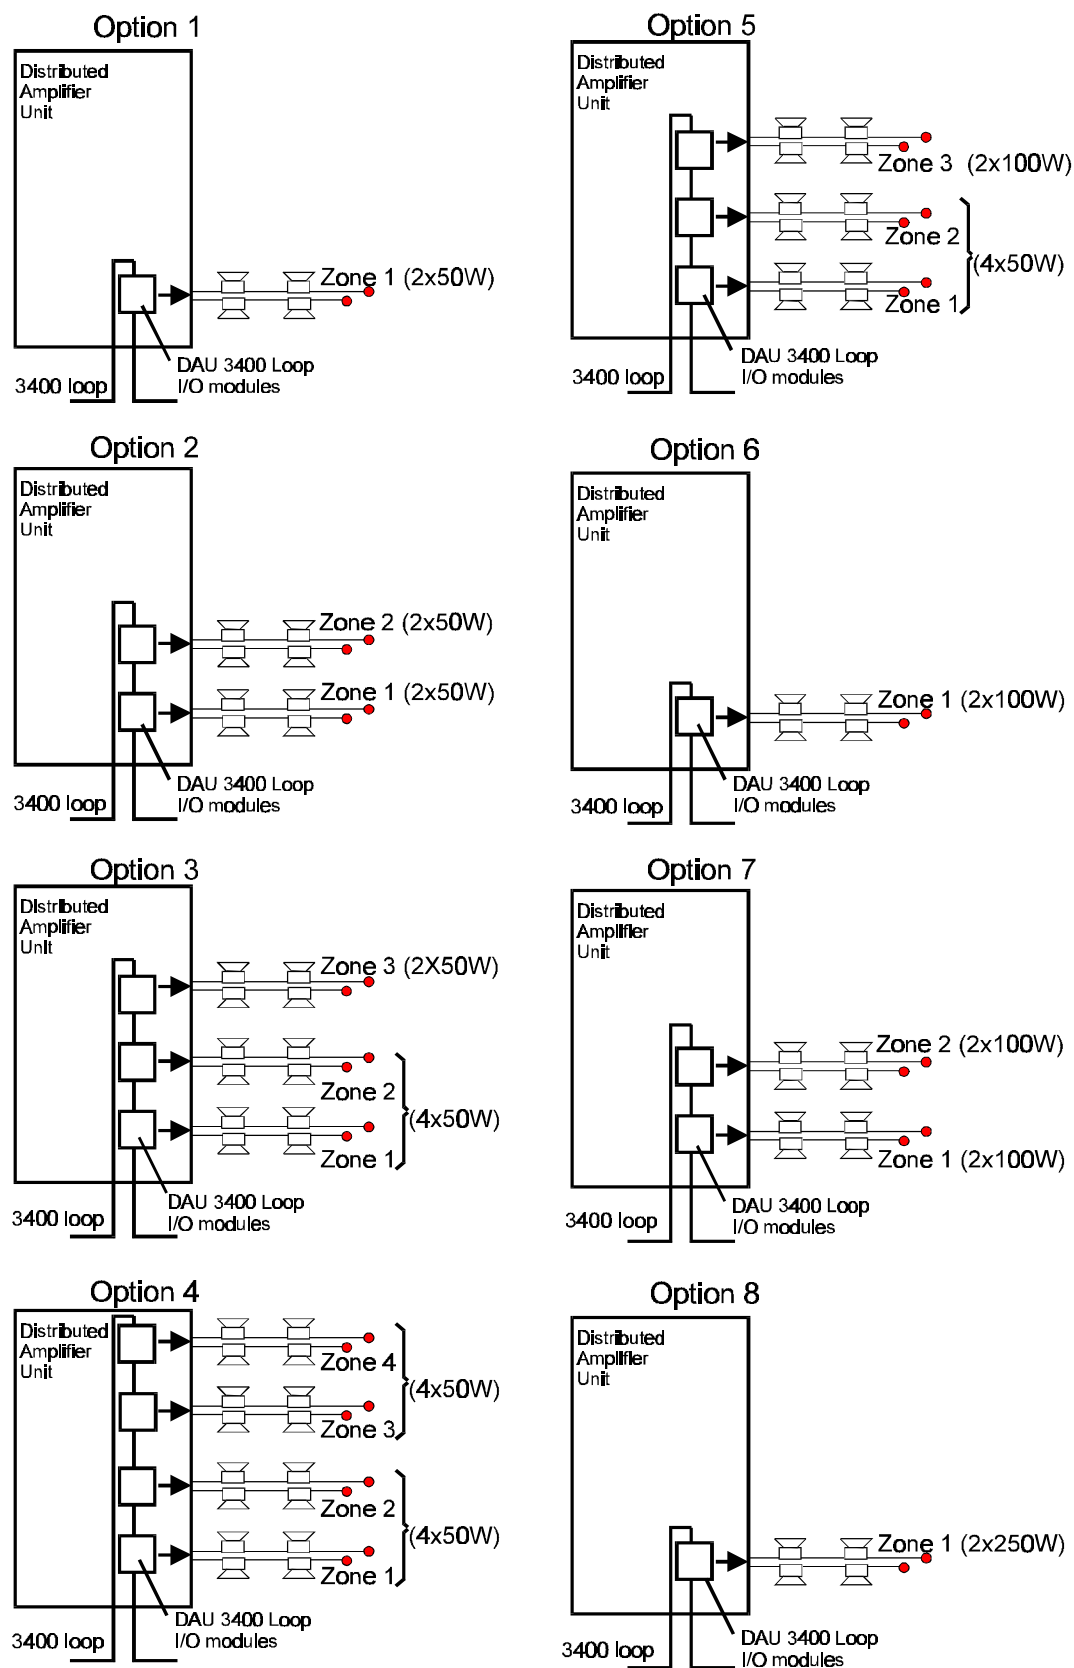 Option 1
Distributed
Amplifier
Unit
Zone 1 (2x50W)
DAU 3400 Loop
I/O modules
3400 loop
Option 2
Distributed
Amplifier
Unit
Zone 2 (2x50W)
Zone 1 (2x50W)
DAU 3400 Loop
I/O modules
3400 loop
Option 3
Distributed
Amplifier
Unit
Zone 3 (2X50W)
Zone 2
(4x50W)
Zone 1
DAU 3400 Loop
I/O modules
3400 loop
Option 4
Distributed
Amplifier
Unit
Zone 4
(4x50W)
Zone 3
Zone 2
(4x50W)
Zone 1
DAU 3400 Loop
I/O modules
3400 loop
Option 5
Distributed
Amplifier
Unit
Zone 3 (2x100W)
Zone 2
(4x50W)
Zone 1
DAU 3400 Loop
I/O modules
3400 loop
Option 6
Distributed
Amplifier
Unit
Zone 1 (2x100W)
DAU 3400 Loop
I/O modules
3400 loop
Option 7
Distributed
Amplifier
Unit
Zone 2 (2x100W)
Zone 1 (2x100W)
DAU 3400 Loop
I/O modules
3400 loop
Option 8
Distributed
Amplifier
Unit
Zone 1 (2x250W)
DAU 3400 Loop
I/O modules
3400 loop